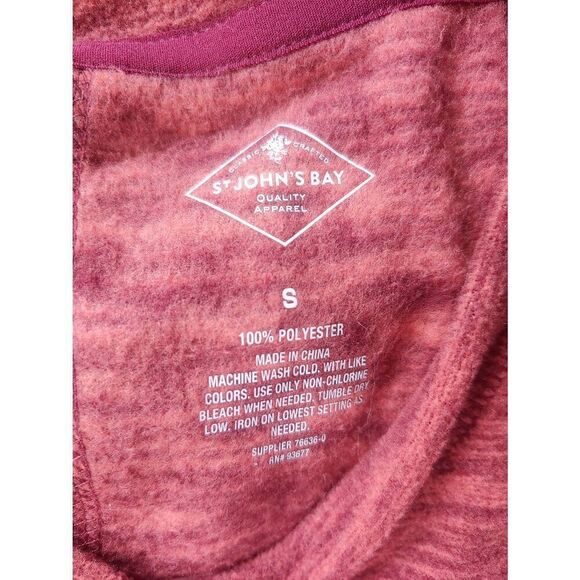 CLASSIC CRAFTED
ST JOHN'S BAY
QUALITY
APPAREL
S
100% POLYESTER
MADE IN CHINA
MACHINE WASH COLD. WITH LIKE
COLORS. USE ONLY NON-CHLORINE
BLEACH WHEN NEEDED. TUMBLE DRY
LOW. IRON ON LOWEST SETTING AS
NEEDED.
SUPPLIER 76636-0
RN# 93677